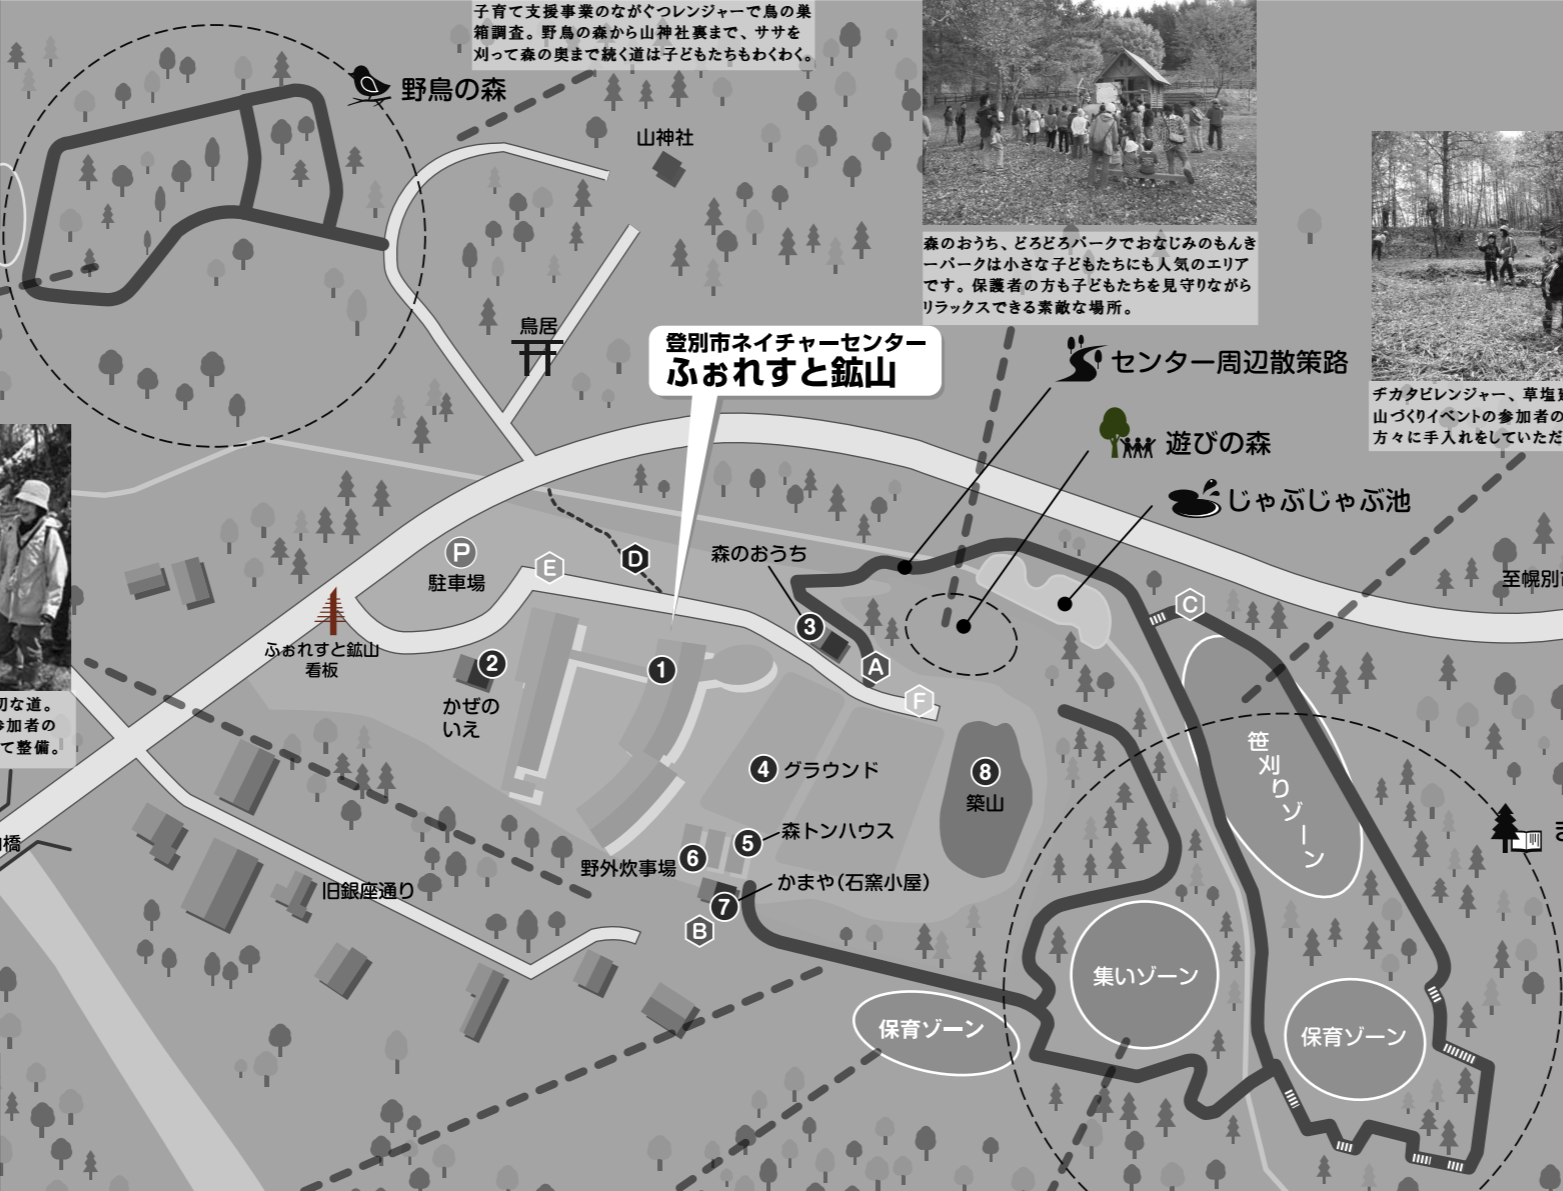 子育て支援事業のながぐつレンジャーで鳥の巣
箱調査。野鳥の森から山神社裏まで、ササを
刈って森の奥まで続く道は子どもたちもわくわく。
野鳥の森
山神社
鳥居
登別市ネイチャーセンター
ふぉれすと鉱山
森のおうち、どろどろパークでおなじみのもんき
ーパークは小さな子どもたちにも人気のエリア
です。保護者の方も子どもたちを見守りながら
リラックスできる素敵な場所。
センター周辺散策路
遊びの森
じゃぶじゃぶ池
ヂカタビレンジャー、草塩
山づくりイベントの参加者の
方々に手入れをしていただ
至幌別
P
駐車場
E
D
森のおうち
3
A
F
C
ふぉれすと鉱山
看板
2
かぜの
いえ
1
4 グラウンド
8
築山
5 森トンハウス
野外炊事場 6
かまや(石窯小屋)
7
B
旧銀座通り
切な道。
参加者の
て整備。
橋
笹刈りゾーン
集いゾーン
保育ゾーン
保育ゾーン